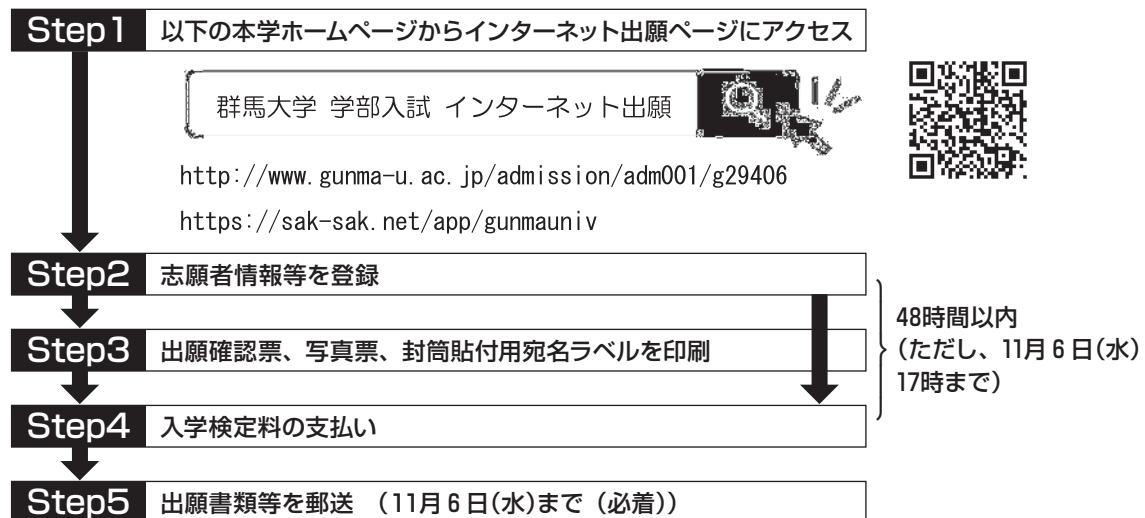 Step1 以下の本学ホームページからインターネット出願ページにアクセス
群馬大学 学部入試 インターネット出願
http://www.gunma-u.ac.jp/admission/adm001/g29406
https://sak-sak.net/app/gunmauniv
Step2 志願者情報等を登録
Step3 出願確認票、写真票、封筒貼付用宛名ラベルを印刷
Step4 入学検定料の支払い
48時間以内
(ただし、11月6日(水)
17時まで)
Step5 出願書類等を郵送 (11月6日(水)まで(必着))